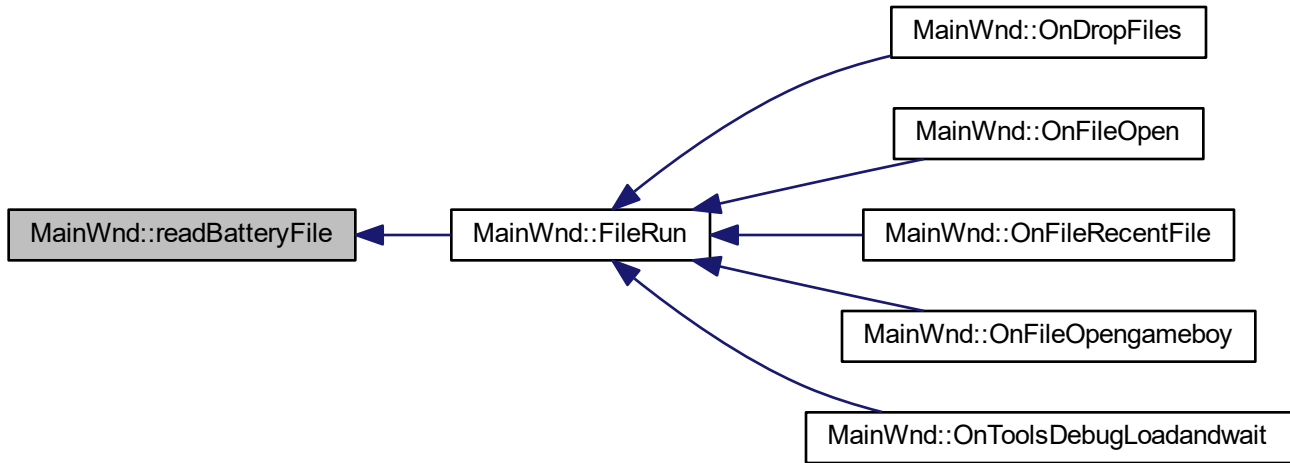 MainWnd::readBatteryFile
MainWnd::FileRun
MainWnd::OnDropFiles
MainWnd::OnFileOpen
MainWnd::OnFileRecentFile
MainWnd::OnFileOpengameboy
MainWnd::OnToolsDebugLoadandwait